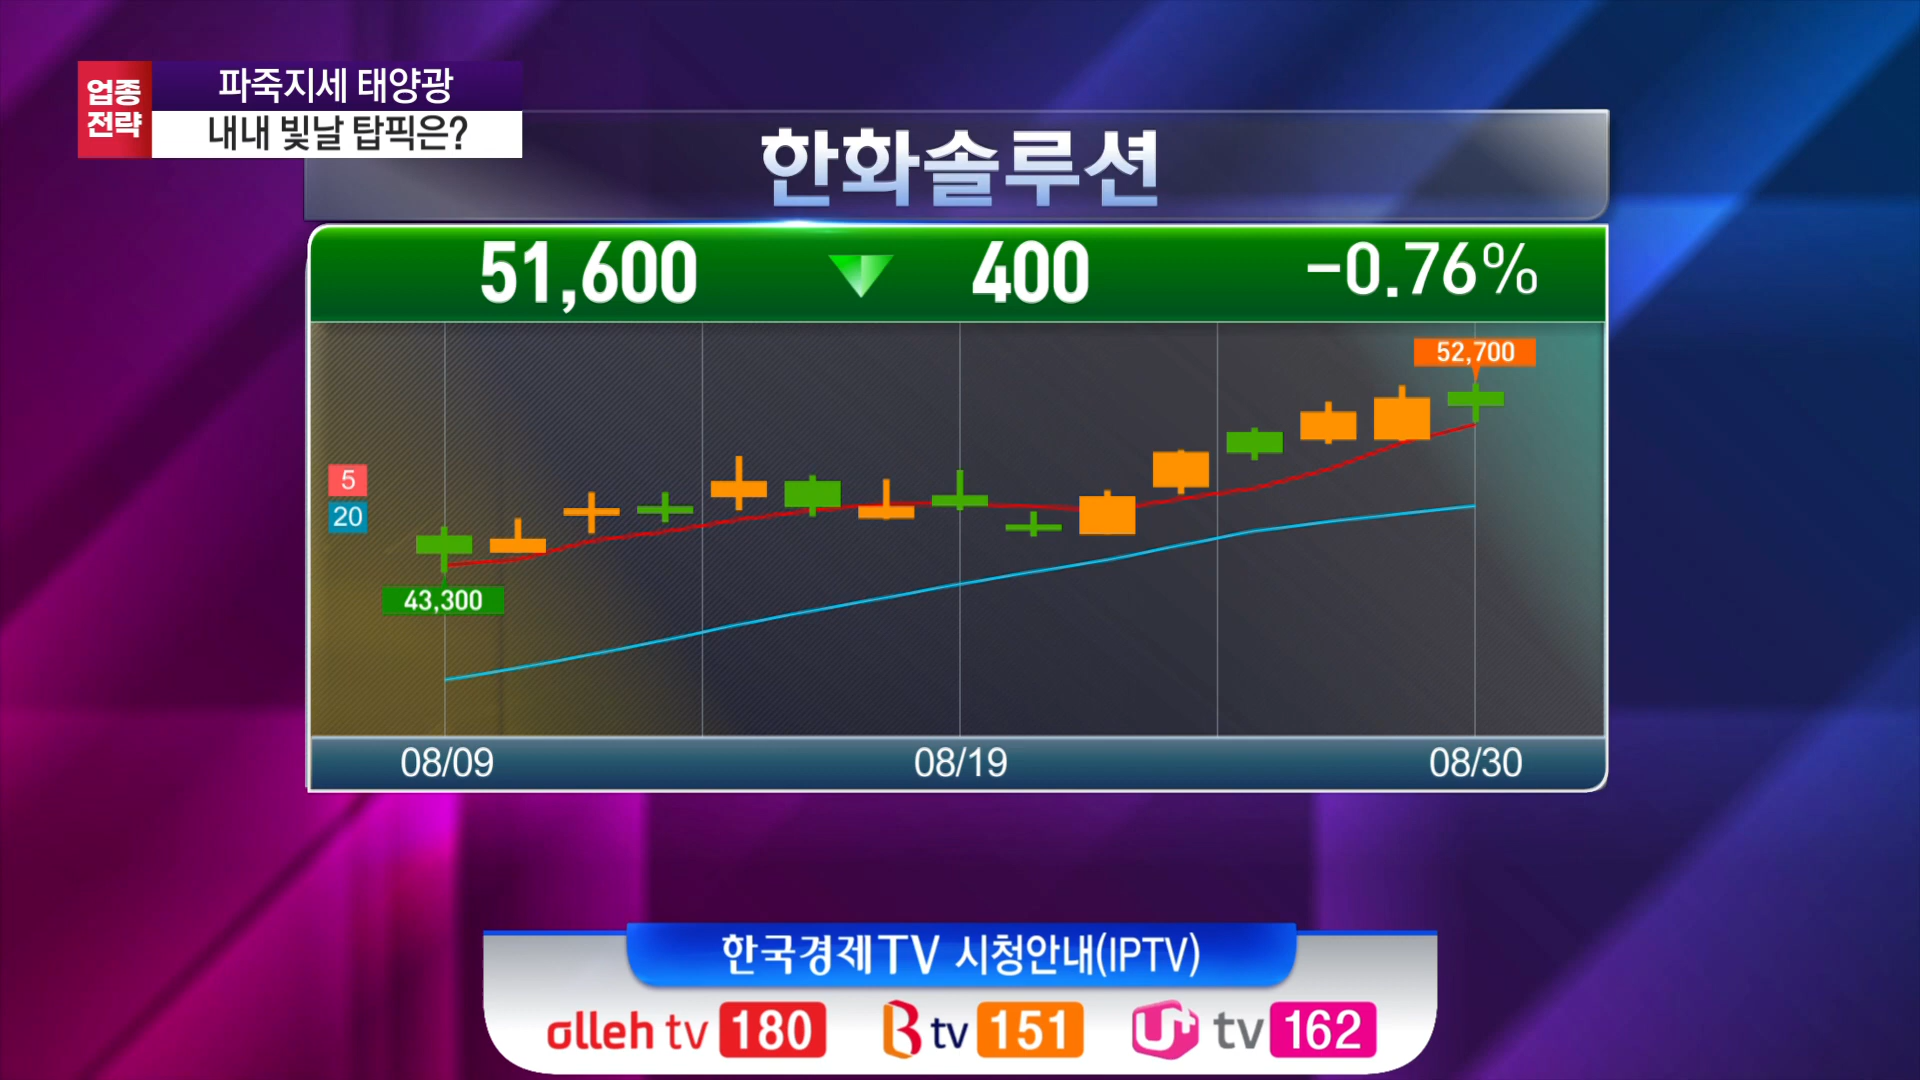 업종
전략
파죽지세 태양광
내내 빛날 탑픽은?
한화솔루션
51,600 ▼ 400 -0.76%
52,700
5
20
43,300
08/09 08/19 08/30
한국경제TV 시청안내(IPTV)
olleh tv 180 B tv 151 U+ tv 162